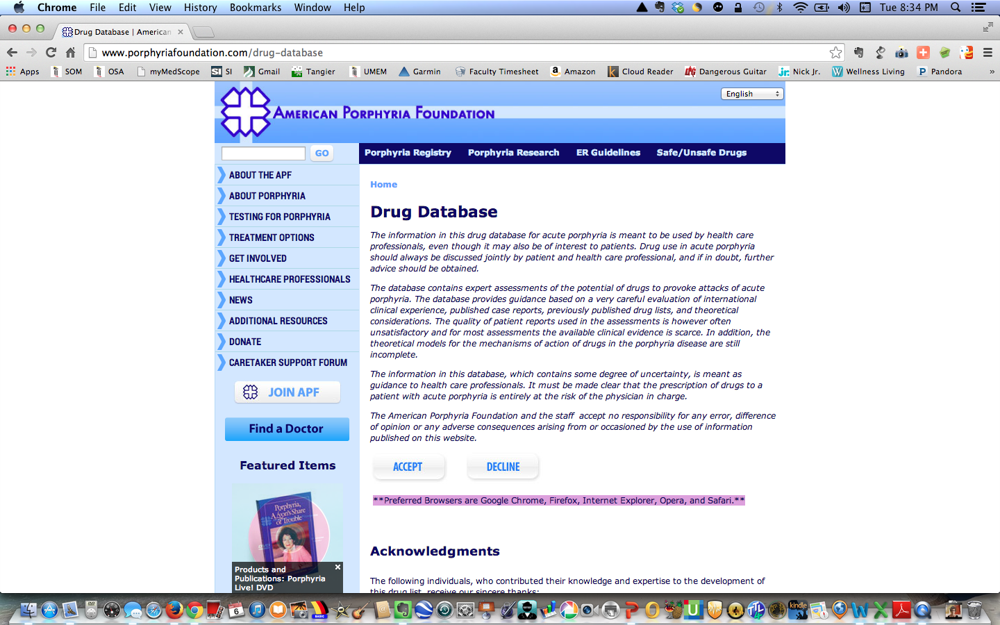 Chrome File Edit View History Bookmarks Window Help Tue 8:34 PM
Drug Database | American
www.porphyriafoundation.com/drug-database
Apps SOM OSA myMedScope SI SI Gmail Tangier UMEM Garmin Faculty Timesheet Amazon Cloud Reader Dangerous Guitar Nick Jr. Wellness Living Pandora »
English
AMERICAN PORPHYRIA FOUNDATION
GO
Porphyria Registry Porphyria Research ER Guidelines Safe/Unsafe Drugs
ABOUT THE APF
ABOUT PORPHYRIA
TESTING FOR PORPHYRIA
TREATMENT OPTIONS
GET INVOLVED
HEALTHCARE PROFESSIONALS
NEWS
ADDITIONAL RESOURCES
DONATE
CARETAKER SUPPORT FORUM
JOIN APF
Find a Doctor
Featured Items
Porphyria,
A Lyon's Share
of Trouble
Products and
Publications: Porphyria
Live! DVD
Home
Drug Database
The information in this drug database for acute porphyria is meant to be used by health care
professionals, even though it may also be of interest to patients. Drug use in acute porphyria
should always be discussed jointly by patient and health care professional, and if in doubt, further
advice should be obtained.
The database contains expert assessments of the potential of drugs to provoke attacks of acute
porphyria. The database provides guidance based on a very careful evaluation of international
clinical experience, published case reports, previously published drug lists, and theoretical
considerations. The quality of patient reports used in the assessments is however often
unsatisfactory and for most assessments the available clinical evidence is scarce. In addition, the
theoretical models for the mechanisms of action of drugs in the porphyria disease are still
incomplete.
The information in this database, which contains some degree of uncertainty, is meant as
guidance to health care professionals. It must be made clear that the prescription of drugs to a
patient with acute porphyria is entirely at the risk of the physician in charge.
The American Porphyria Foundation and the staff accept no responsibility for any error, difference
of opinion or any adverse consequences arising from or occasioned by the use of information
published on this website.
ACCEPT DECLINE
**Preferred Browsers are Google Chrome, Firefox, Internet Explorer, Opera, and Safari.**
Acknowledgments
The following individuals, who contributed their knowledge and expertise to the development of
this drug list, receive our sincere thanks:
6
BASIC
kindle